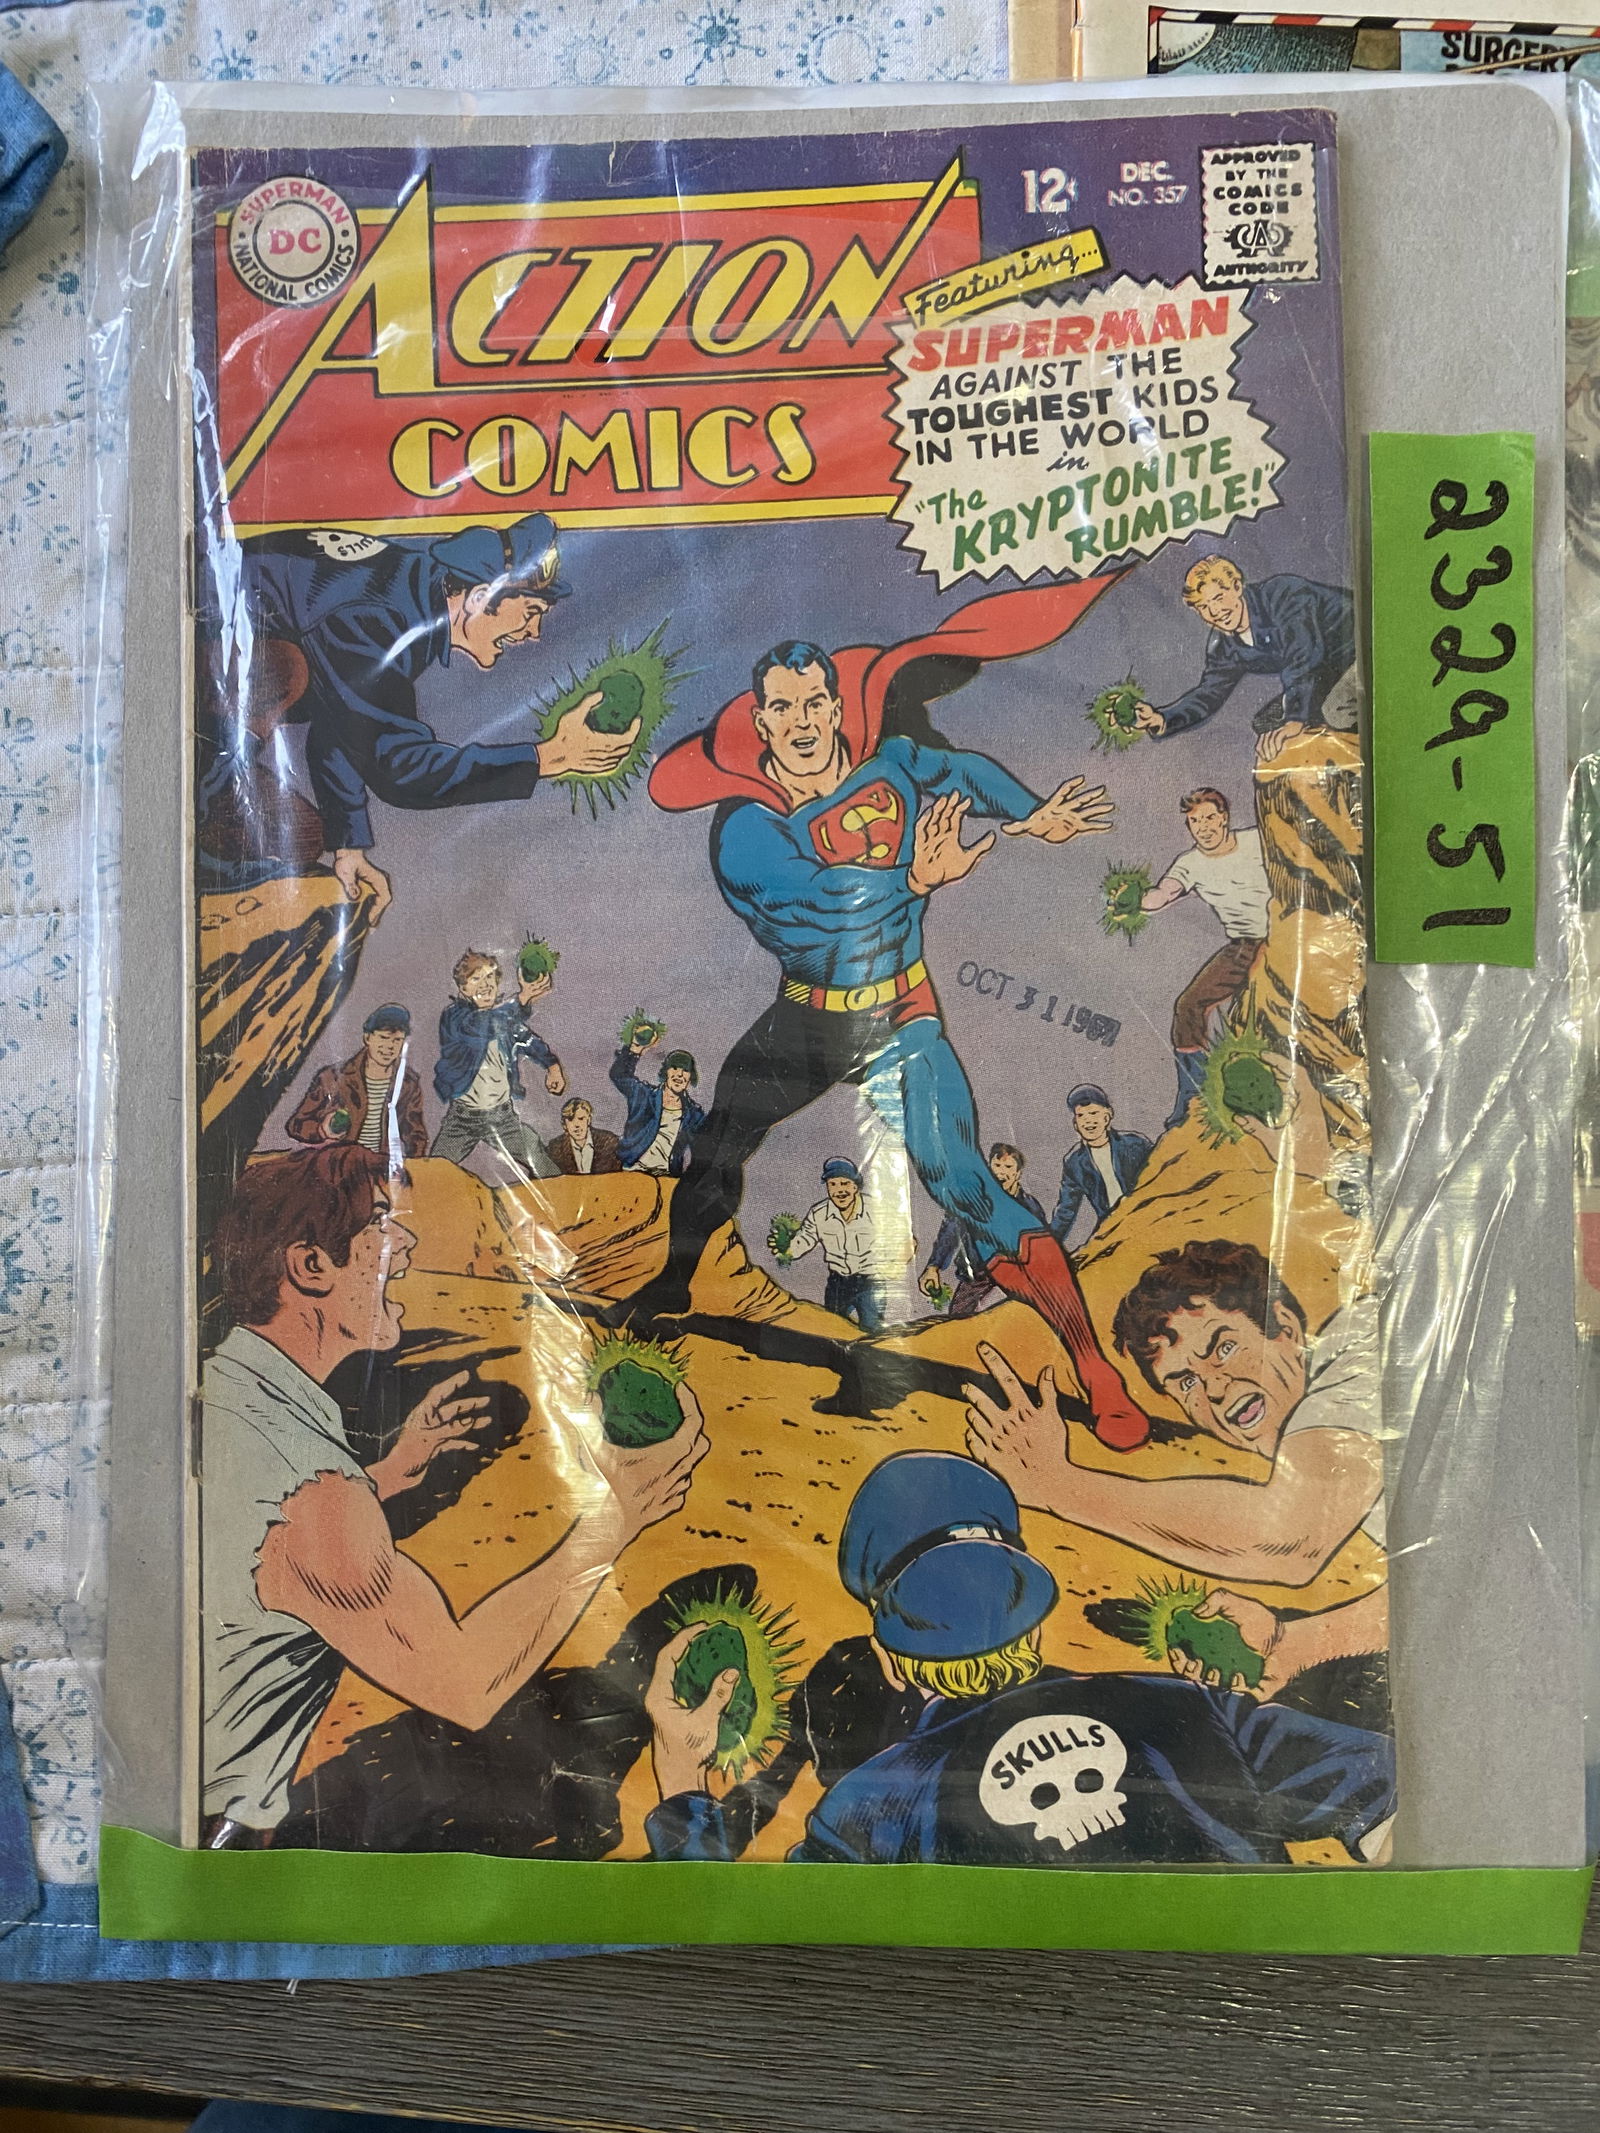 SURGERY
SUPERMAN
DC
NATIONAL COMICS
ACTION
COMICS
12¢
DEC.
NO. 357
APPROVED
BY THE
COMICS
CODE
CA
AUTHORITY
Featuring...
SUPERMAN
AGAINST THE
TOUGHEST KIDS
IN THE WORLD
in
"The
KRYPTONITE
RUMBLE!"
S
OCT 31 1967
SKULLS
2329-51